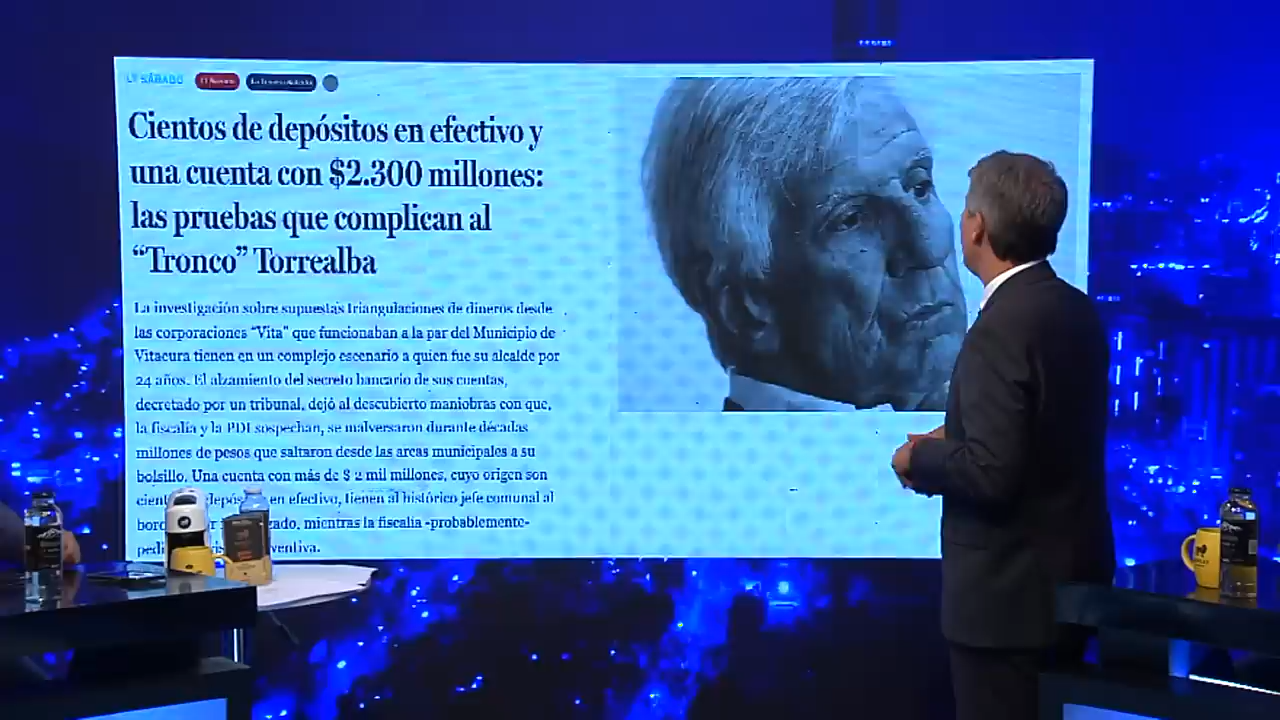 LT SÁBADO
Cientos de depósitos en efectivo y
una cuenta con $2.300 millones:
las pruebas que complican al
“Tronco” Torrealba
La investigación sobre supuestas triangulaciones de dineros desde
las corporaciones “Vita” que funcionaban a la par del Municipio de
Vitacura tienen en un complejo escenario a quien fue su alcalde por
24 años. El alzamiento del secreto bancario de sus cuentas,
decretado por un tribunal, dejó al descubierto maniobras con que,
la fiscalía y la PDI sospechan, se malversaron durante décadas
millones de pesos que saltaron desde las arcas municipales a su
bolsillo. Una cuenta con más de $ 2 mil millones, cuyo origen son
en efectivo, tienen al histórico jefe comunal al
mientras la fiscalía -probablemente-